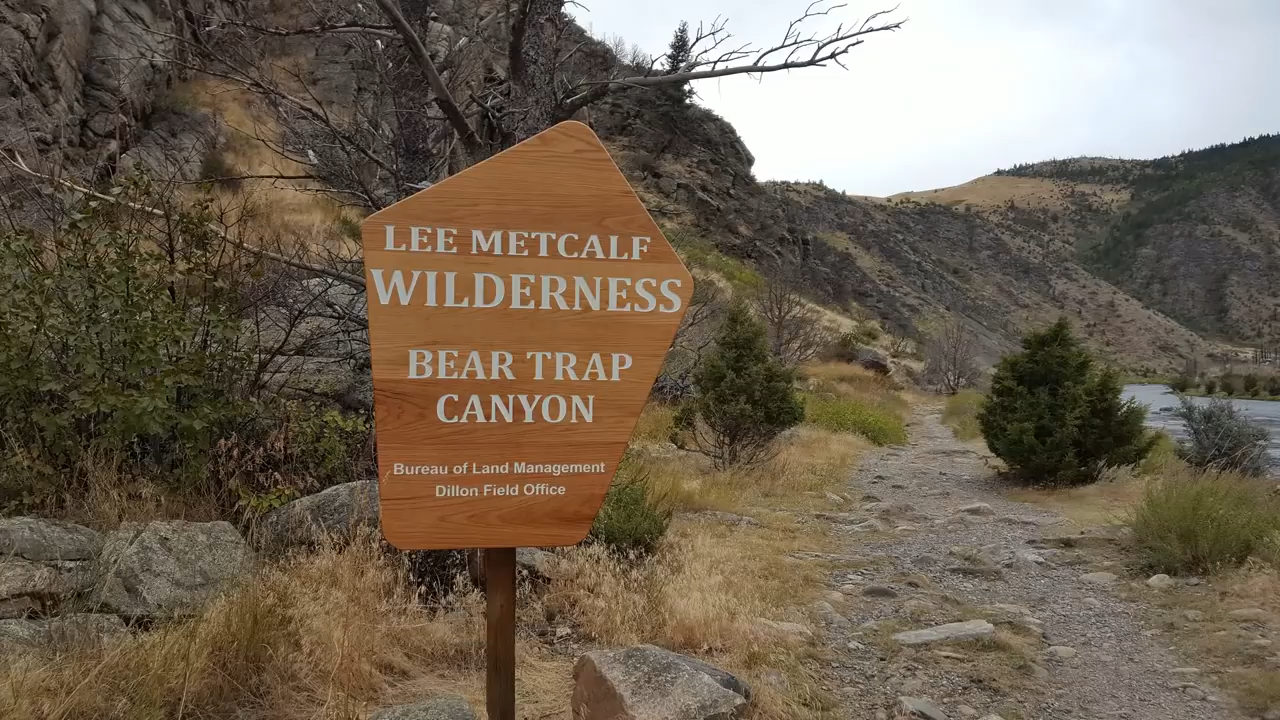 LEE METCALF
WILDERNESS
BEAR TRAP
CANYON
Bureau of Land Management
Dillon Field Office